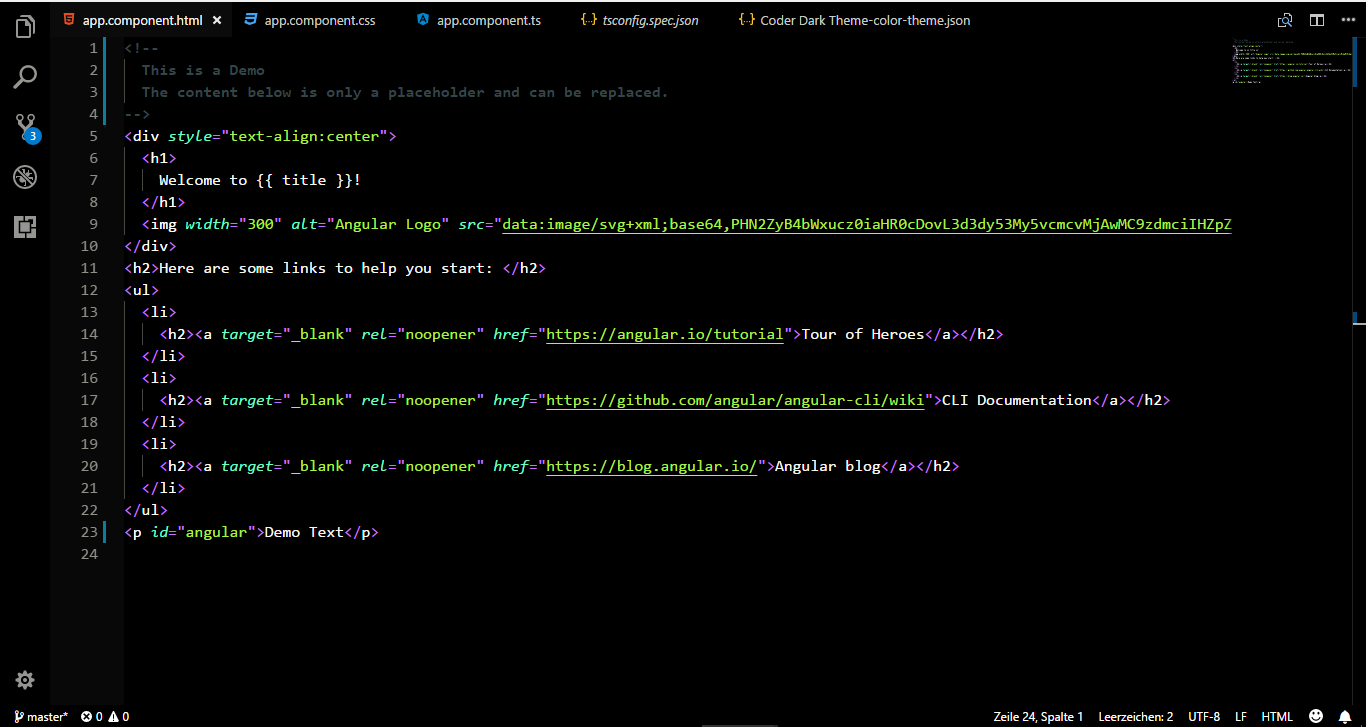 app.component.html × app.component.css app.component.ts {..} tsconfig.spec.json {..} Coder Dark Theme-color-theme.json
1 <!--
2 This is a Demo
3 The content below is only a placeholder and can be replaced.
4 -->
5 <div style="text-align:center">
6 <h1>
7 Welcome to {{ title }}!
8 </h1>
9 <img width="300" alt="Angular Logo" src="data:image/svg+xml;base64,PHN2ZyB4bWxucz0iaHR0cDovL3d3dy53My5vcmcvMjAwMC9zdmciIHZpZ
10 </div>
11 <h2>Here are some links to help you start: </h2>
12 <ul>
13 <li>
14 <h2><a target="_blank" rel="noopener" href="https://angular.io/tutorial">Tour of Heroes</a></h2>
15 </li>
16 <li>
17 <h2><a target="_blank" rel="noopener" href="https://github.com/angular/angular-cli/wiki">CLI Documentation</a></h2>
18 </li>
19 <li>
20 <h2><a target="_blank" rel="noopener" href="https://blog.angular.io/">Angular blog</a></h2>
21 </li>
22 </ul>
23 <p id="angular">Demo Text</p>
24
3
master* 0 0 Zeile 24, Spalte 1 Leerzeichen: 2 UTF-8 LF HTML